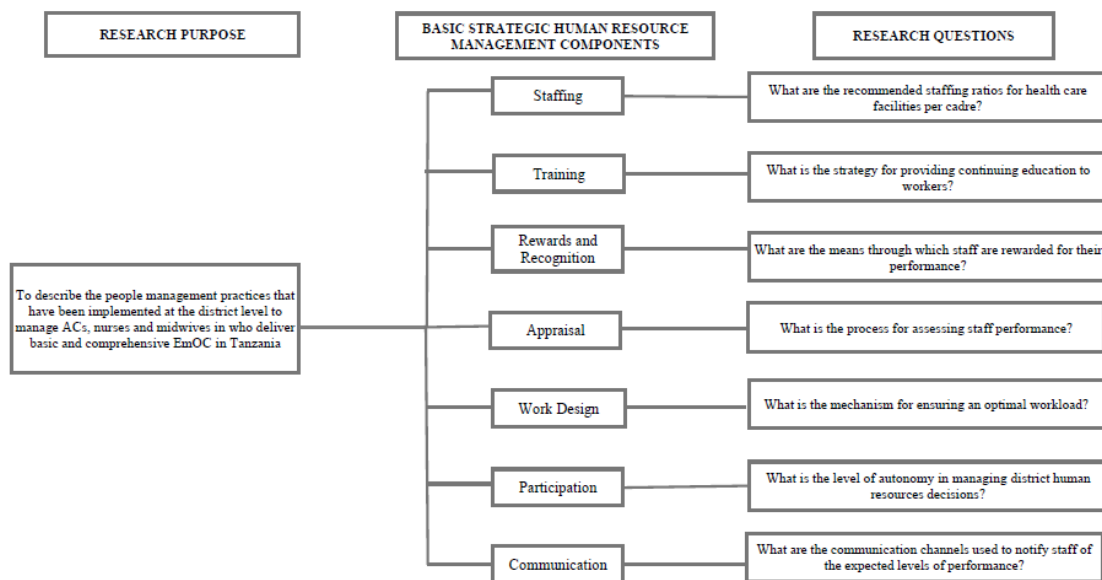 RESEARCH PURPOSE
BASIC STRATEGIC HUMAN RESOURCE
MANAGEMENT COMPONENTS
RESEARCH QUESTIONS
To describe the people management practices that
have been implemented at the district level to
manage ACs, nurses and midwives in who deliver
basic and comprehensive EmOC in Tanzania
Staffing
What are the recommended staffing ratios for health care
facilities per cadre?
Training
What is the strategy for providing continuing education to
workers?
Rewards and
Recognition
What are the means through which staff are rewarded for their
performance?
Appraisal
What is the process for assessing staff performance?
Work Design
What is the mechanism for ensuring an optimal workload?
Participation
What is the level of autonomy in managing district human
resources decisions?
Communication
What are the communication channels used to notify staff of
the expected levels of performance?